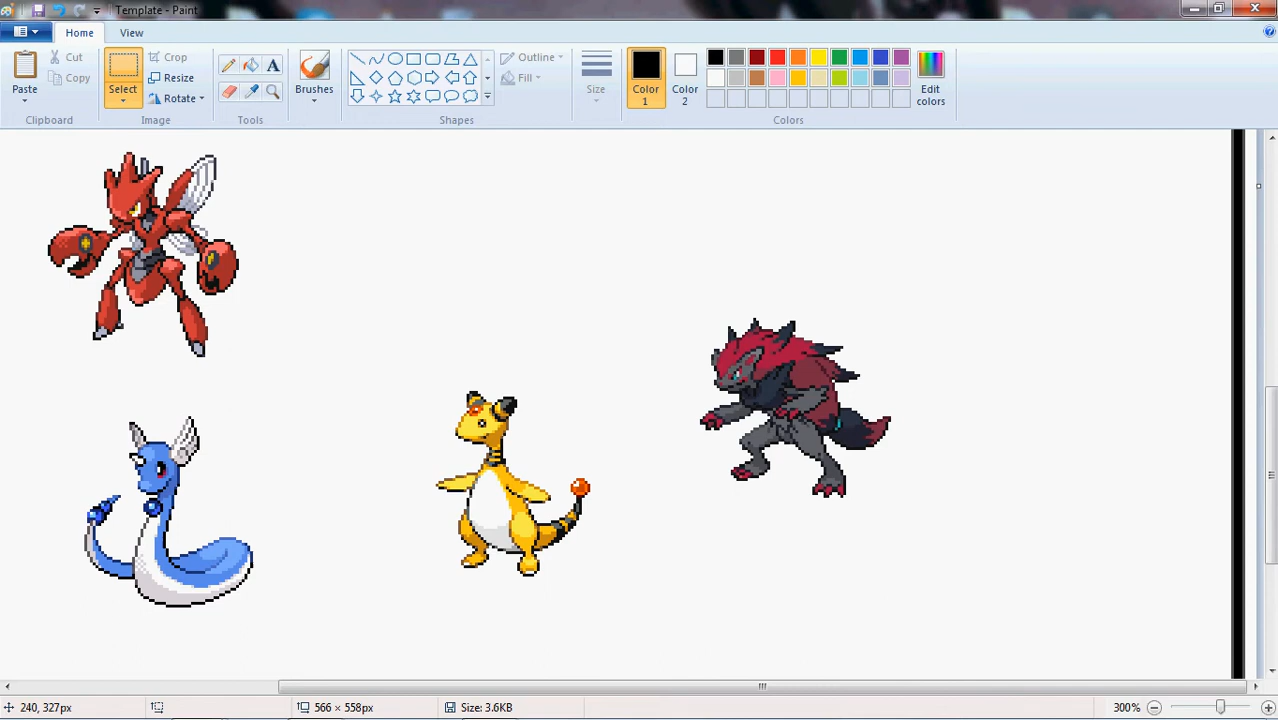 Template - Paint
Home View
Paste
Cut
Copy
Clipboard
Select
Crop
Resize
Rotate
Image
A
Tools
Brushes
Shapes
Outline
Fill
Size
Color 1
Color 2
Edit colors
Colors
240, 327px
566 × 558px
Size: 3.6KB
300%